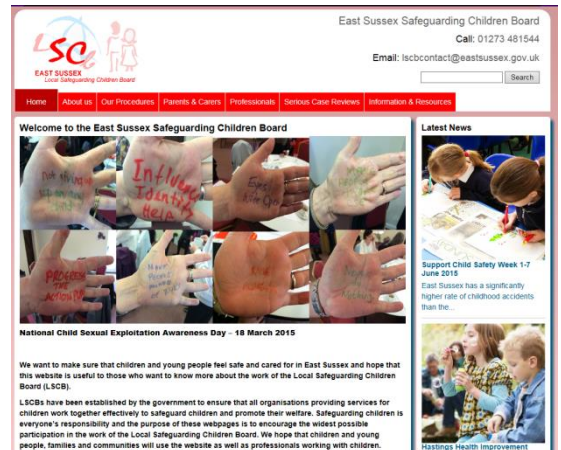 East Sussex Safeguarding Children Board
Call: 01273 481544
Email: lscbcontact@eastsussex.gov.uk
Search
LSCb
EAST SUSSEX
Local Safeguarding Children Board
Home About us Our Procedures Parents & Carers Professionals Serious Case Reviews Information & Resources
Welcome to the East Sussex Safeguarding Children Board
Influence
Identify
Help
PROGRESS
THE
ACTION
National Child Sexual Exploitation Awareness Day – 18 March 2015
We want to make sure that children and young people feel safe and cared for in East Sussex and hope that
this website is useful to those who want to know more about the work of the Local Safeguarding Children
Board (LSCB).
LSCBs have been established by the government to ensure that all organisations providing services for
children work together effectively to safeguard children and promote their welfare. Safeguarding children is
everyone's responsibility and the purpose of these webpages is to encourage the widest possible
participation in the work of the Local Safeguarding Children Board. We hope that children and young
people, families and communities will use the website as well as professionals working with children.
Latest News
Support Child Safety Week 1-7
June 2015
East Sussex has a significantly
higher rate of childhood accidents
than the...
Hastings Health Improvement